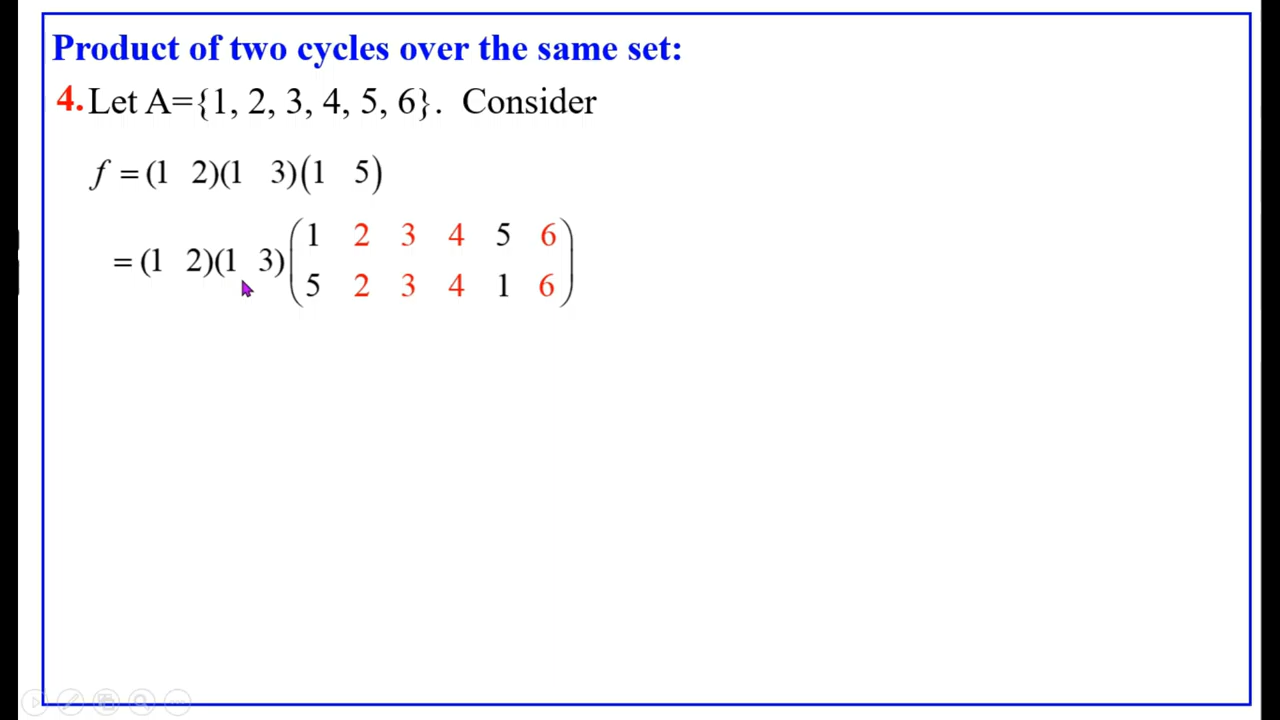 Product of two cycles over the same set:
4. Let A={1, 2, 3, 4, 5, 6}. Consider
f = (1 2)(1 3)(1 5)
= (1 2)(1 3)(1 2 3 4 5 6
5 2 3 4 1 6)